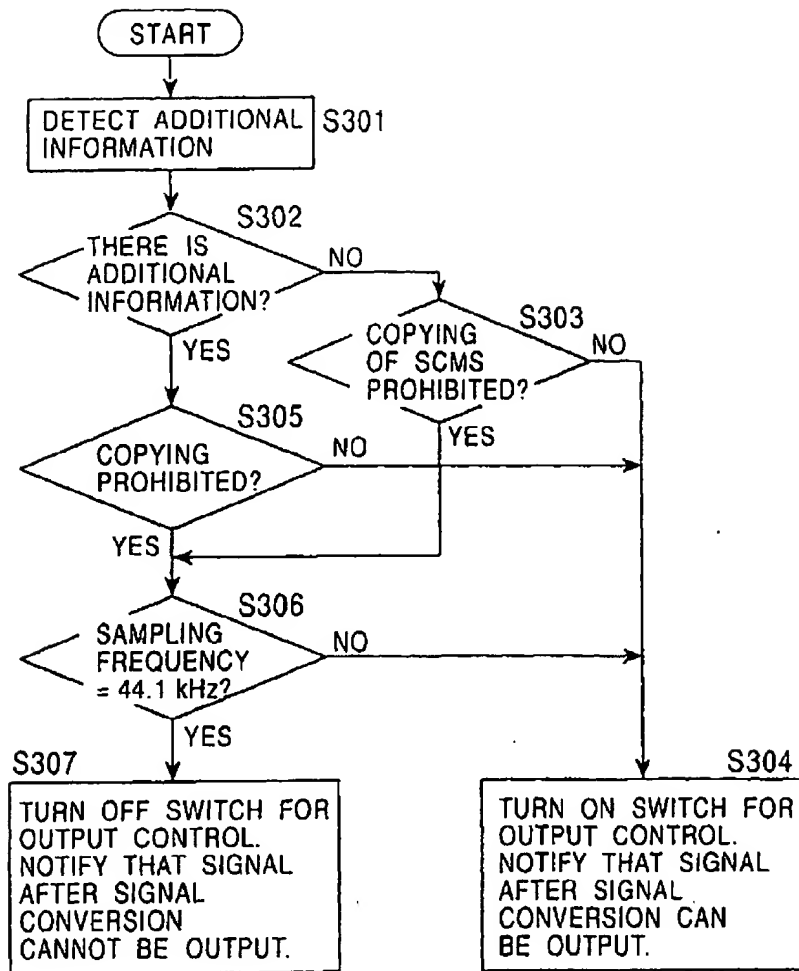 START
DETECT ADDITIONAL
INFORMATION
S301
S302
THERE IS
ADDITIONAL
INFORMATION?
NO
YES
S303
COPYING
OF SCMS
PROHIBITED?
NO
YES
S305
COPYING
PROHIBITED?
NO
YES
S306
SAMPLING
FREQUENCY
= 44.1 kHz?
NO
YES
S307
TURN OFF SWITCH FOR
OUTPUT CONTROL.
NOTIFY THAT SIGNAL
AFTER SIGNAL
CONVERSION
CANNOT BE OUTPUT.
S304
TURN ON SWITCH FOR
OUTPUT CONTROL.
NOTIFY THAT SIGNAL
AFTER SIGNAL
CONVERSION CAN
BE OUTPUT.